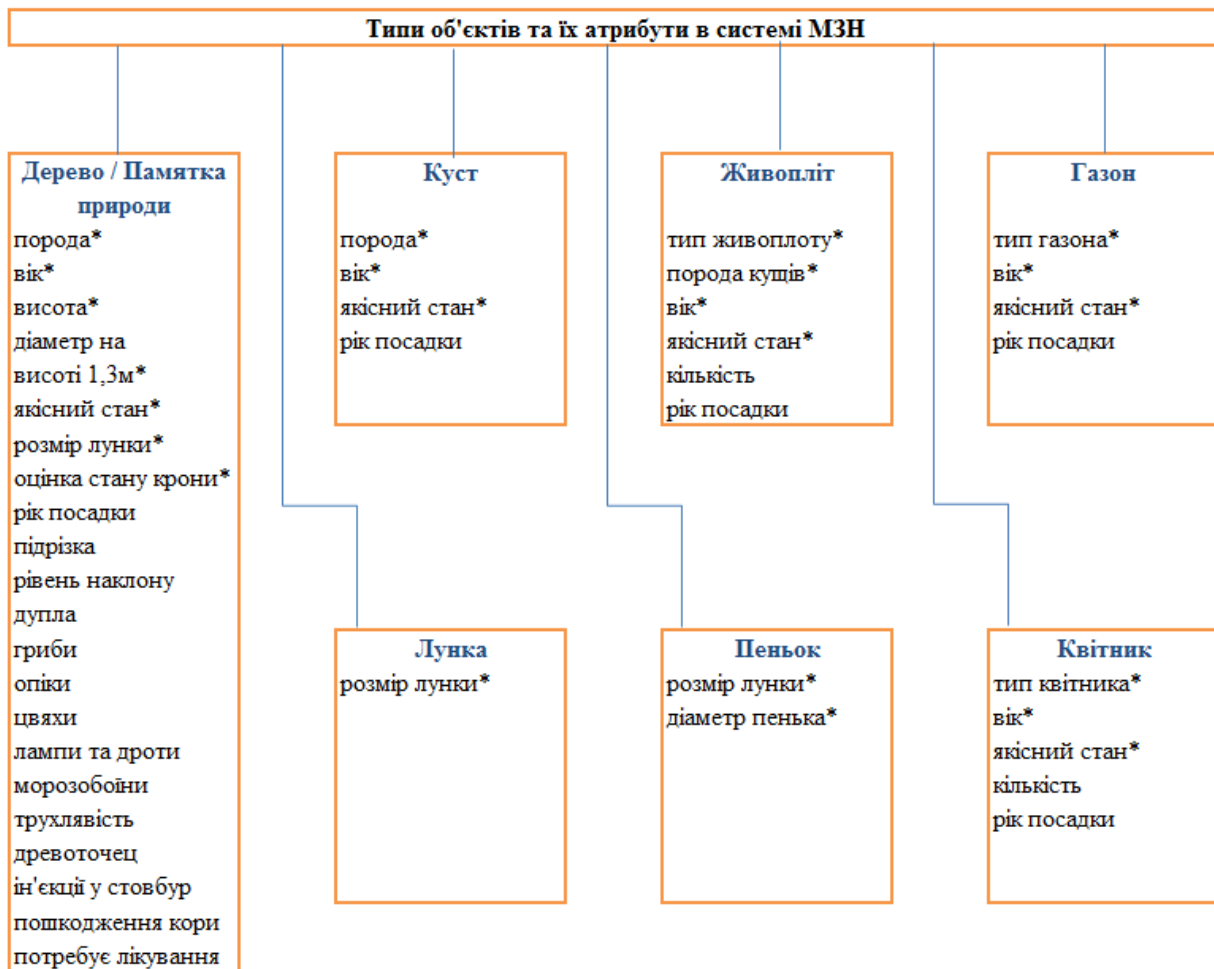 Типи об'єктів та їх атрибути в системі МЗН
Дерево / Памятка
природи
порода*
вік*
висота*
діаметр на
висоті 1,3м*
якісний стан*
розмір лунки*
оцінка стану крони*
рік посадки
підрізка
рівень наклону
дупла
гриби
опіки
цвяхи
лампи та дроти
морозобоїни
трухлявість
древоточец
ін'єкції у стовбур
пошкодження кори
потребує лікування
Куст
порода*
вік*
якісний стан*
рік посадки
Живопліт
тип живоплоту*
порода кущів*
вік*
якісний стан*
кількість
рік посадки
Газон
тип газона*
вік*
якісний стан*
рік посадки
Лунка
розмір лунки*
Пеньок
розмір лунки*
діаметр пенька*
Квітник
тип квітника*
вік*
якісний стан*
кількість
рік посадки